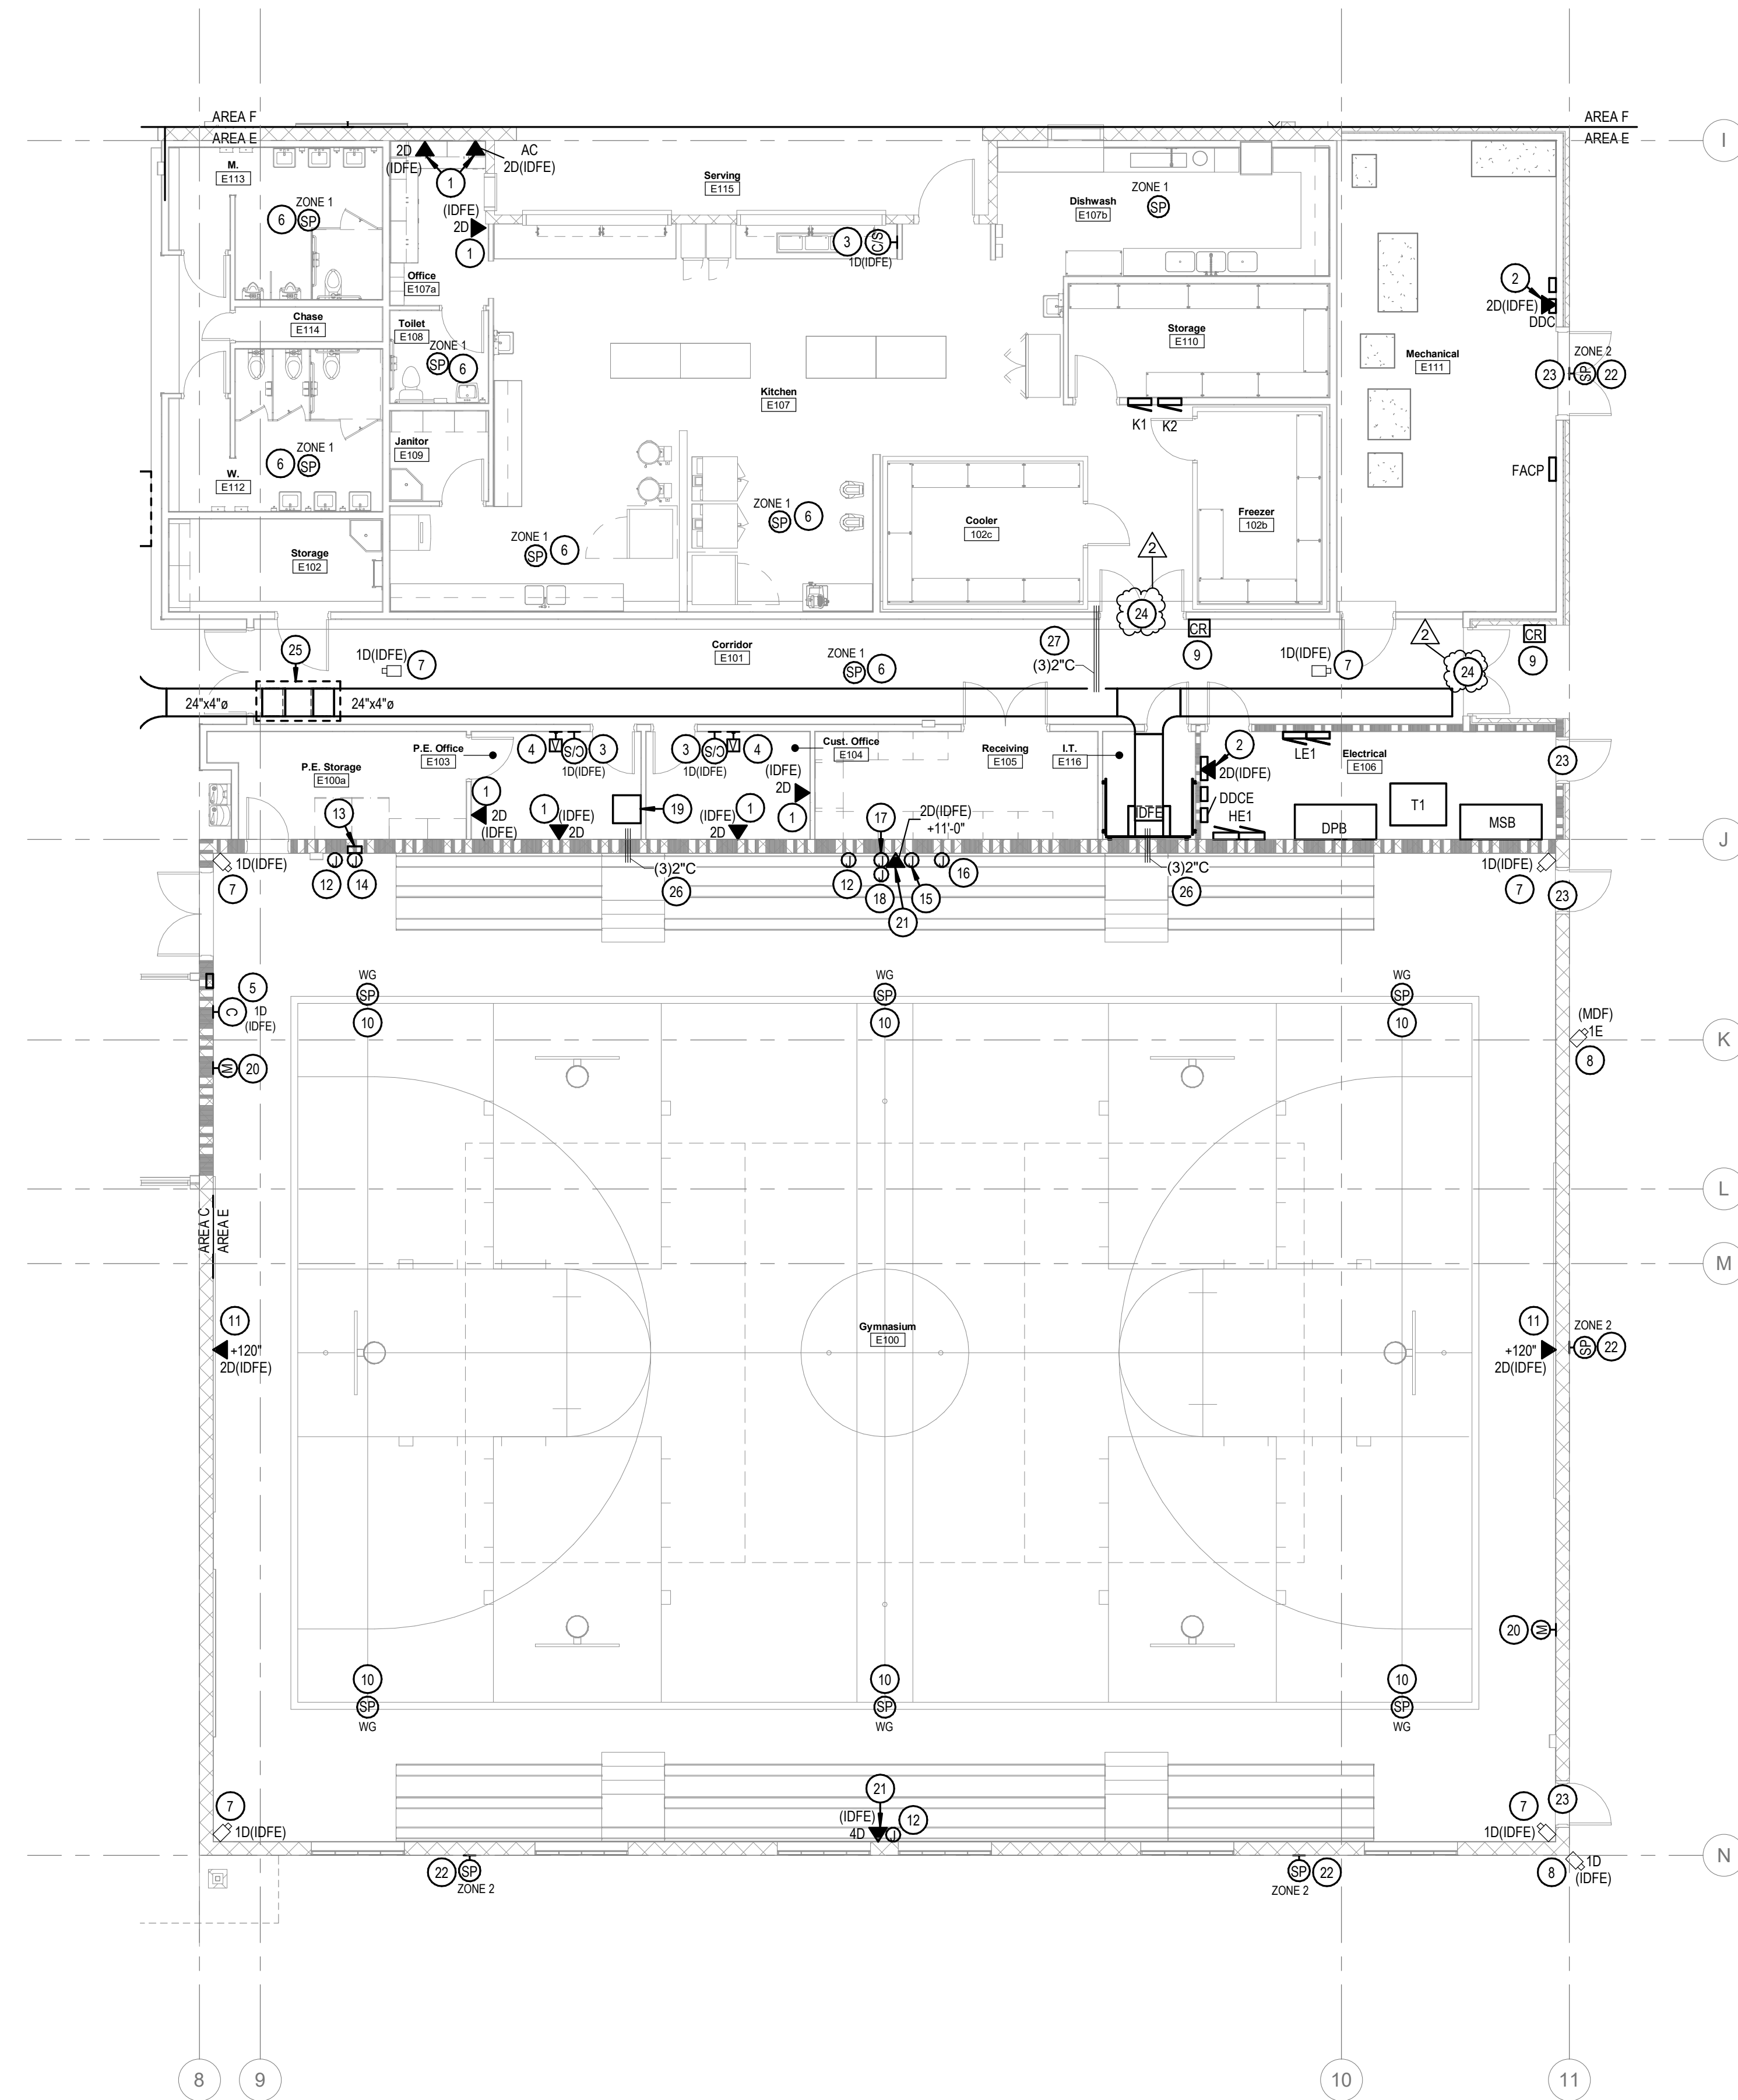 AREA F
AREA E
AREA F
AREA E
I
M.
E113
2D
(IDFE)
AC
2D(IDFE)
1
Serving
E115
ZONE 1
6
SP
(IDFE)
2D
1
3
C/S
1D(IDFE)
Dishwash
E107b
ZONE 1
SP
Office
E107a
2
2D(IDFE)
DDC
Chase
E114
Toilet
E108
ZONE 1
SP
6
Storage
E110
Mechanical
E111
23
ZONE 2
SP
22
Kitchen
E107
K1
K2
Janitor
E109
ZONE 1
6
SP
W.
E112
FACP
ZONE 1
SP
6
Cooler
102c
Freezer
102b
ZONE 1
SP
6
Storage
E102
2
24
25
1D(IDFE)
7
Corridor
E101
ZONE 1
SP
6
27
(3)2"C
CR
9
1D(IDFE)
7
2
24
CR
9
24"x4"ø
24"x4"ø
P.E. Office
E103
4
C/S
3
1D(IDFE)
3
C/S
4
1D(IDFE)
Cust. Office
E104
Receiving
E105
I.T.
E116
2
2D(IDFE)
LE1
Electrical
E106
23
P.E. Storage
E100a
(IDFE)
2D
1
1
2D
(IDFE)
1
(IDFE)
2D
19
1
(IDFE)
2D
13
17
2D(IDFE)
+11'-0"
IDFE
DDCE
HE1
DPB
T1
MSB
J
1D(IDFE)
7
J
J
12
14
(3)2"C
26
J
J
J
J
J
12
18
15
16
21
(3)2"C
26
1D(IDFE)
7
23
5
C
1D
(IDFE)
WG
SP
10
WG
SP
10
WG
SP
10
(MDF)
1E
8
K
M
20
L
AREA C
AREA E
M
11
+120"
2D(IDFE)
Gymnasium
E100
11
+120"
2D(IDFE)
ZONE 2
SP
22
20
M
10
SP
WG
10
SP
WG
10
SP
WG
7
1D(IDFE)
21
(IDFE)
4D
12
J
7
1D(IDFE)
23
N
22
SP
ZONE 2
SP
22
ZONE 2
8
1D
(IDFE)
8
9
10
11